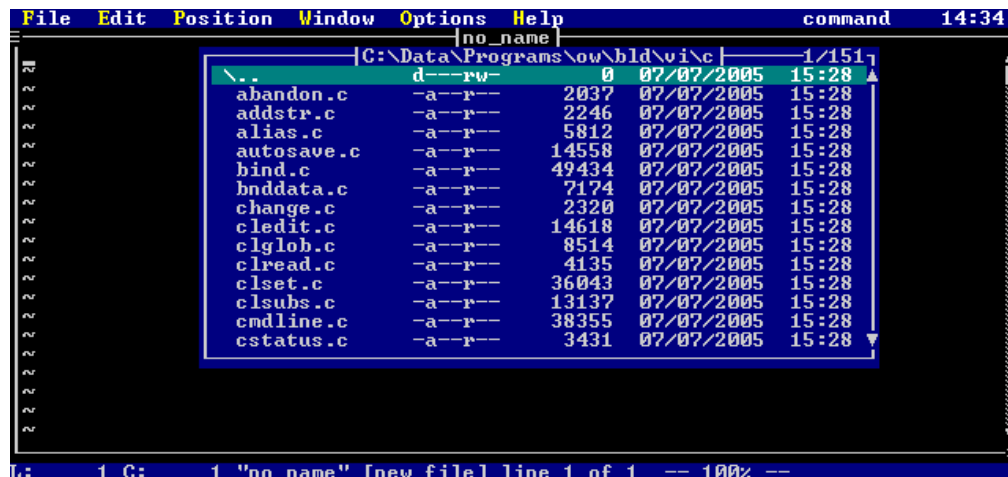 File Edit Position Window Options Help command 14:34
no_name
C:\Data\Programs\ow\bld\vi\c 1/151
\.. d---rw- 0 07/07/2005 15:28
abandon.c -a--r-- 2037 07/07/2005 15:28
addstr.c -a--r-- 2246 07/07/2005 15:28
alias.c -a--r-- 5812 07/07/2005 15:28
autosave.c -a--r-- 14558 07/07/2005 15:28
bind.c -a--r-- 49434 07/07/2005 15:28
bnddata.c -a--r-- 7174 07/07/2005 15:28
change.c -a--r-- 2320 07/07/2005 15:28
cledit.c -a--r-- 14618 07/07/2005 15:28
clglob.c -a--r-- 8514 07/07/2005 15:28
clread.c -a--r-- 4135 07/07/2005 15:28
clset.c -a--r-- 36043 07/07/2005 15:28
clsubs.c -a--r-- 13137 07/07/2005 15:28
cmdline.c -a--r-- 38355 07/07/2005 15:28
cstatus.c -a--r-- 3431 07/07/2005 15:28
L: 1 C: 1 "no_name" [new file] line 1 of 1 -- 100% --